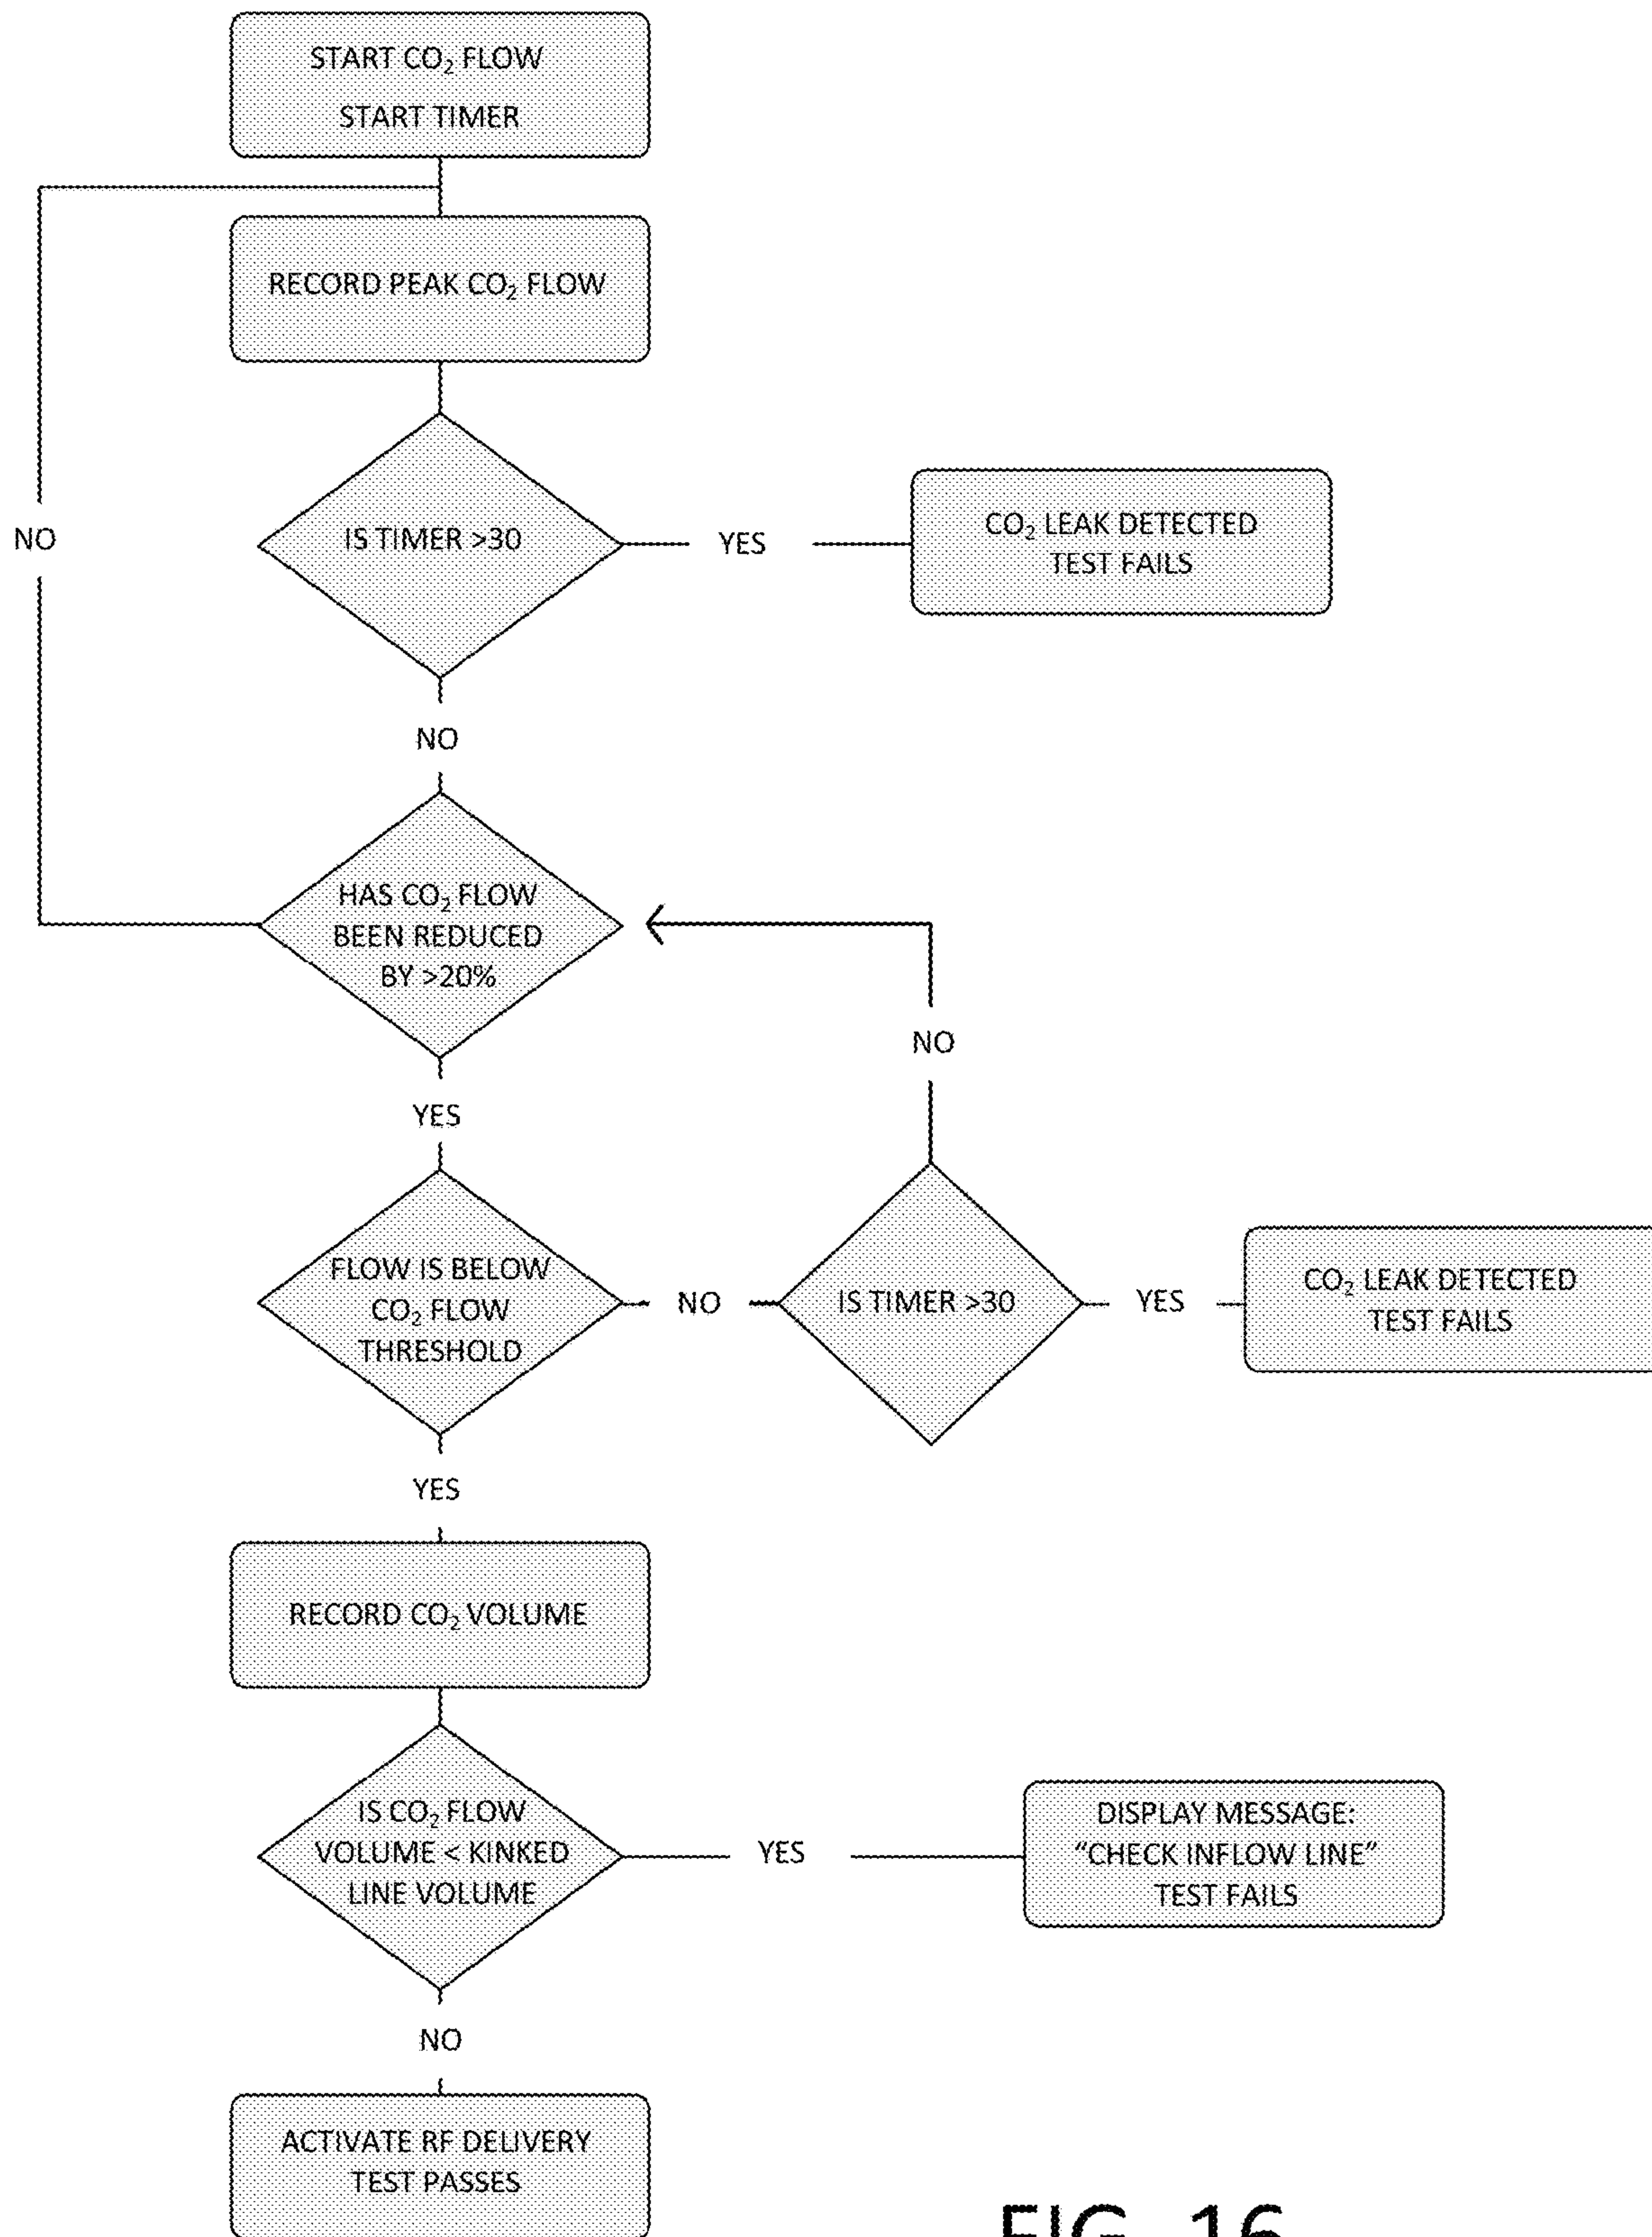 START CO₂ FLOW
START TIMER
RECORD PEAK CO₂ FLOW
IS TIMER >30
YES
CO₂ LEAK DETECTED
TEST FAILS
NO
NO
HAS CO₂ FLOW
BEEN REDUCED
BY >20%
NO
YES
FLOW IS BELOW
CO₂ FLOW
THRESHOLD
NO
IS TIMER >30
YES
CO₂ LEAK DETECTED
TEST FAILS
YES
RECORD CO₂ VOLUME
IS CO₂ FLOW
VOLUME < KINKED
LINE VOLUME
YES
DISPLAY MESSAGE:
“CHECK INFLOW LINE”
TEST FAILS
NO
ACTIVATE RF DELIVERY
TEST PASSES
FIG. 16